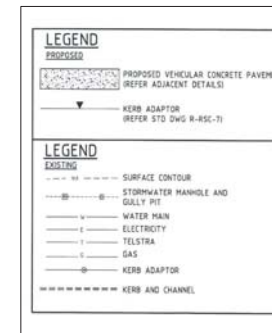 LEGEND
PROPOSED
PROPOSED VEHICULAR CONCRETE PAVEME
(REFER ADJACENT DETAILS)
KERB ADAPTOR
(REFER STD DWG R-RSC-7)
LEGEND
EXISTING
SURFACE CONTOUR
STORMWATER MANHOLE AND
GULLY PIT
W WATER MAIN
E ELECTRICITY
T TELSTRA
G GAS
KERB ADAPTOR
KERB AND CHANNEL